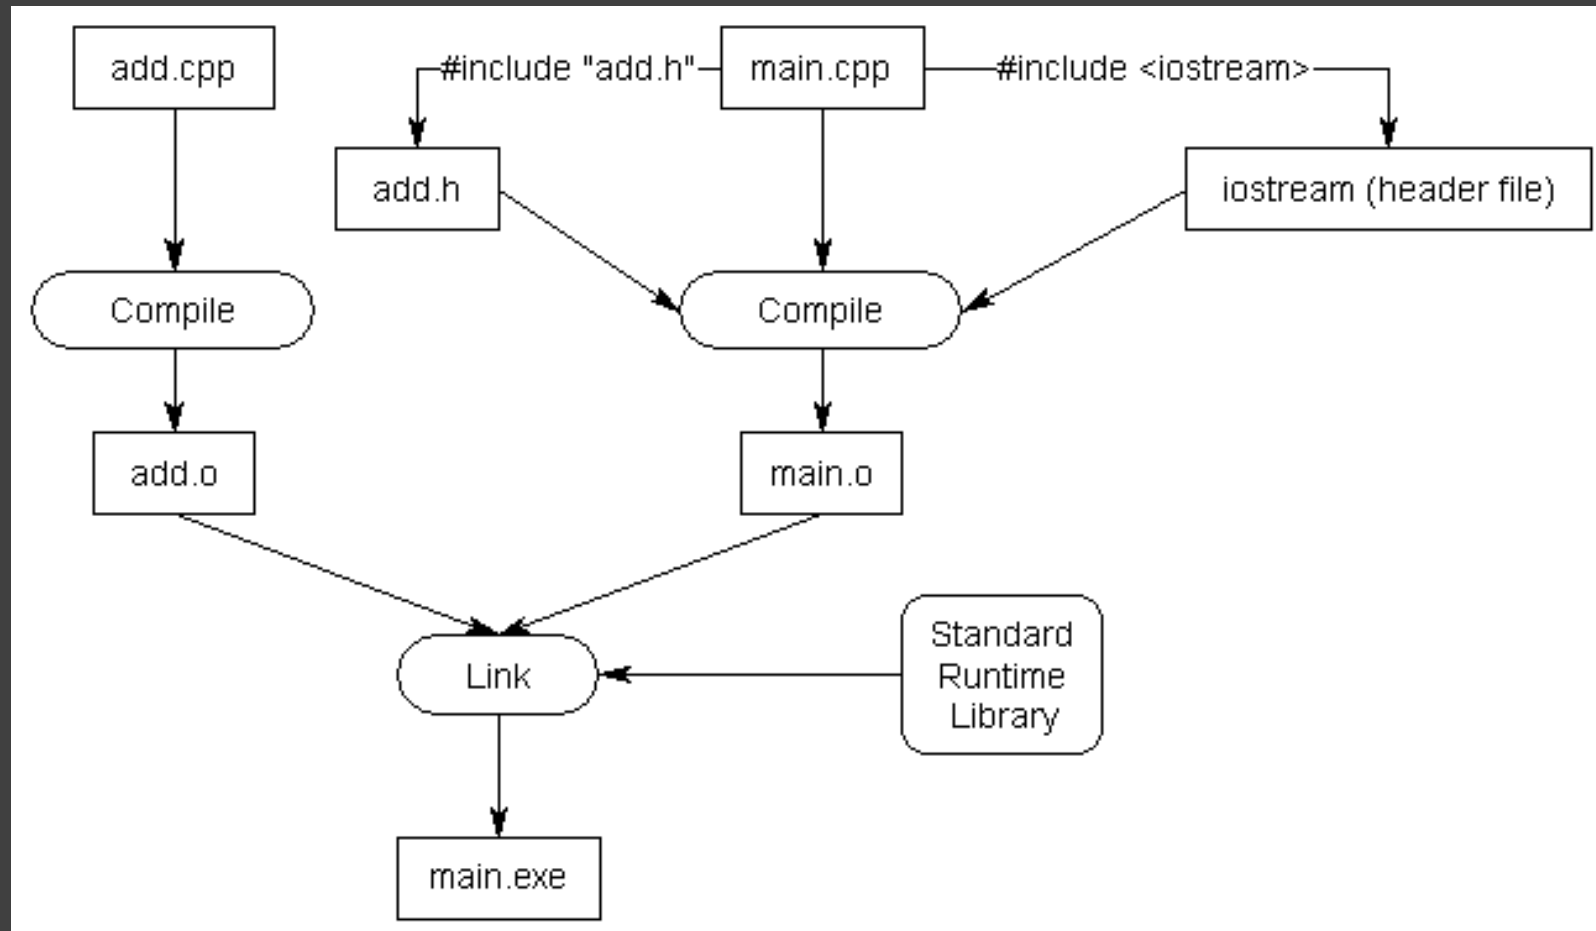 add.cpp
#include "add.h"
main.cpp
#include <iostream>
add.h
iostream (header file)
Compile
Compile
add.o
main.o
Link
Standard
Runtime
Library
main.exe